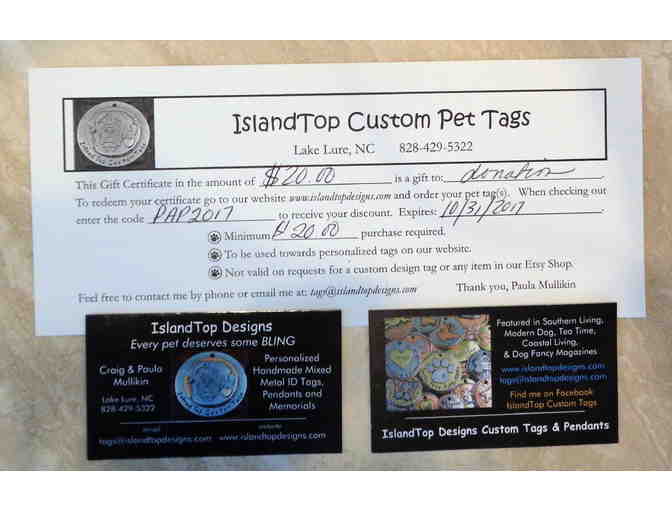 IslandTop Custom Pet Tags
Lake Lure, NC 828-429-5322
This Gift Certificate in the amount of $20.00 is a gift to: donation
To redeem your certificate go to our website www.islandtopdesigns.com and order your pet tag(s). When checking out
enter the code PAP2017 to receive your discount. Expires: 10/31/2017.
Minimum $20.00 purchase required.
To be used towards personalized tags on our website.
Not valid on requests for a custom design tag or any item in our Etsy Shop.
Feel free to contact me by phone or email me at: tags@islandtopdesigns.com Thank you, Paula Mullikin
IslandTop Designs
Every pet deserves some BLING
Craig & Paula
Mullikin
Lake Lure, NC
828-429-5322
Personalized
Handmade Mixed
Metal ID Tags,
Pendants and
Memorials
email website
tags@islandtopdesigns.com www.islandtopdesigns.com
Featured in Southern Living,
Modern Dog, Tea Time,
Coastal Living,
& Dog Fancy Magazines
www.islandtopdesigns.com
tags@islandtopdesigns.com
Find me on Facebook
IslandTop Custom Tags
IslandTop Designs Custom Tags & Pendants